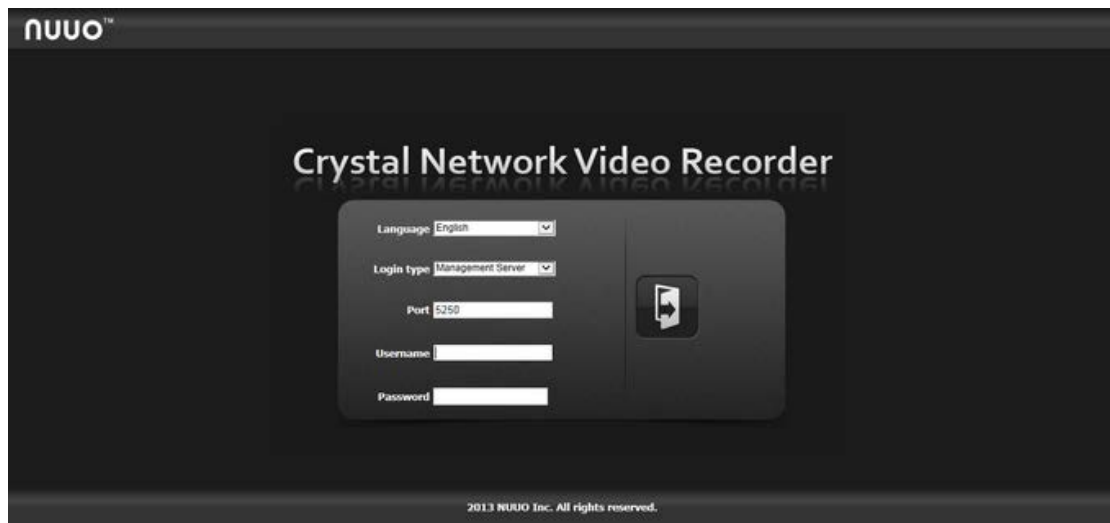 nuuo™
Crystal Network Video Recorder
Language English
Login type Management Server
Port 5250
Username
Password
2013 NUUO Inc. All rights reserved.